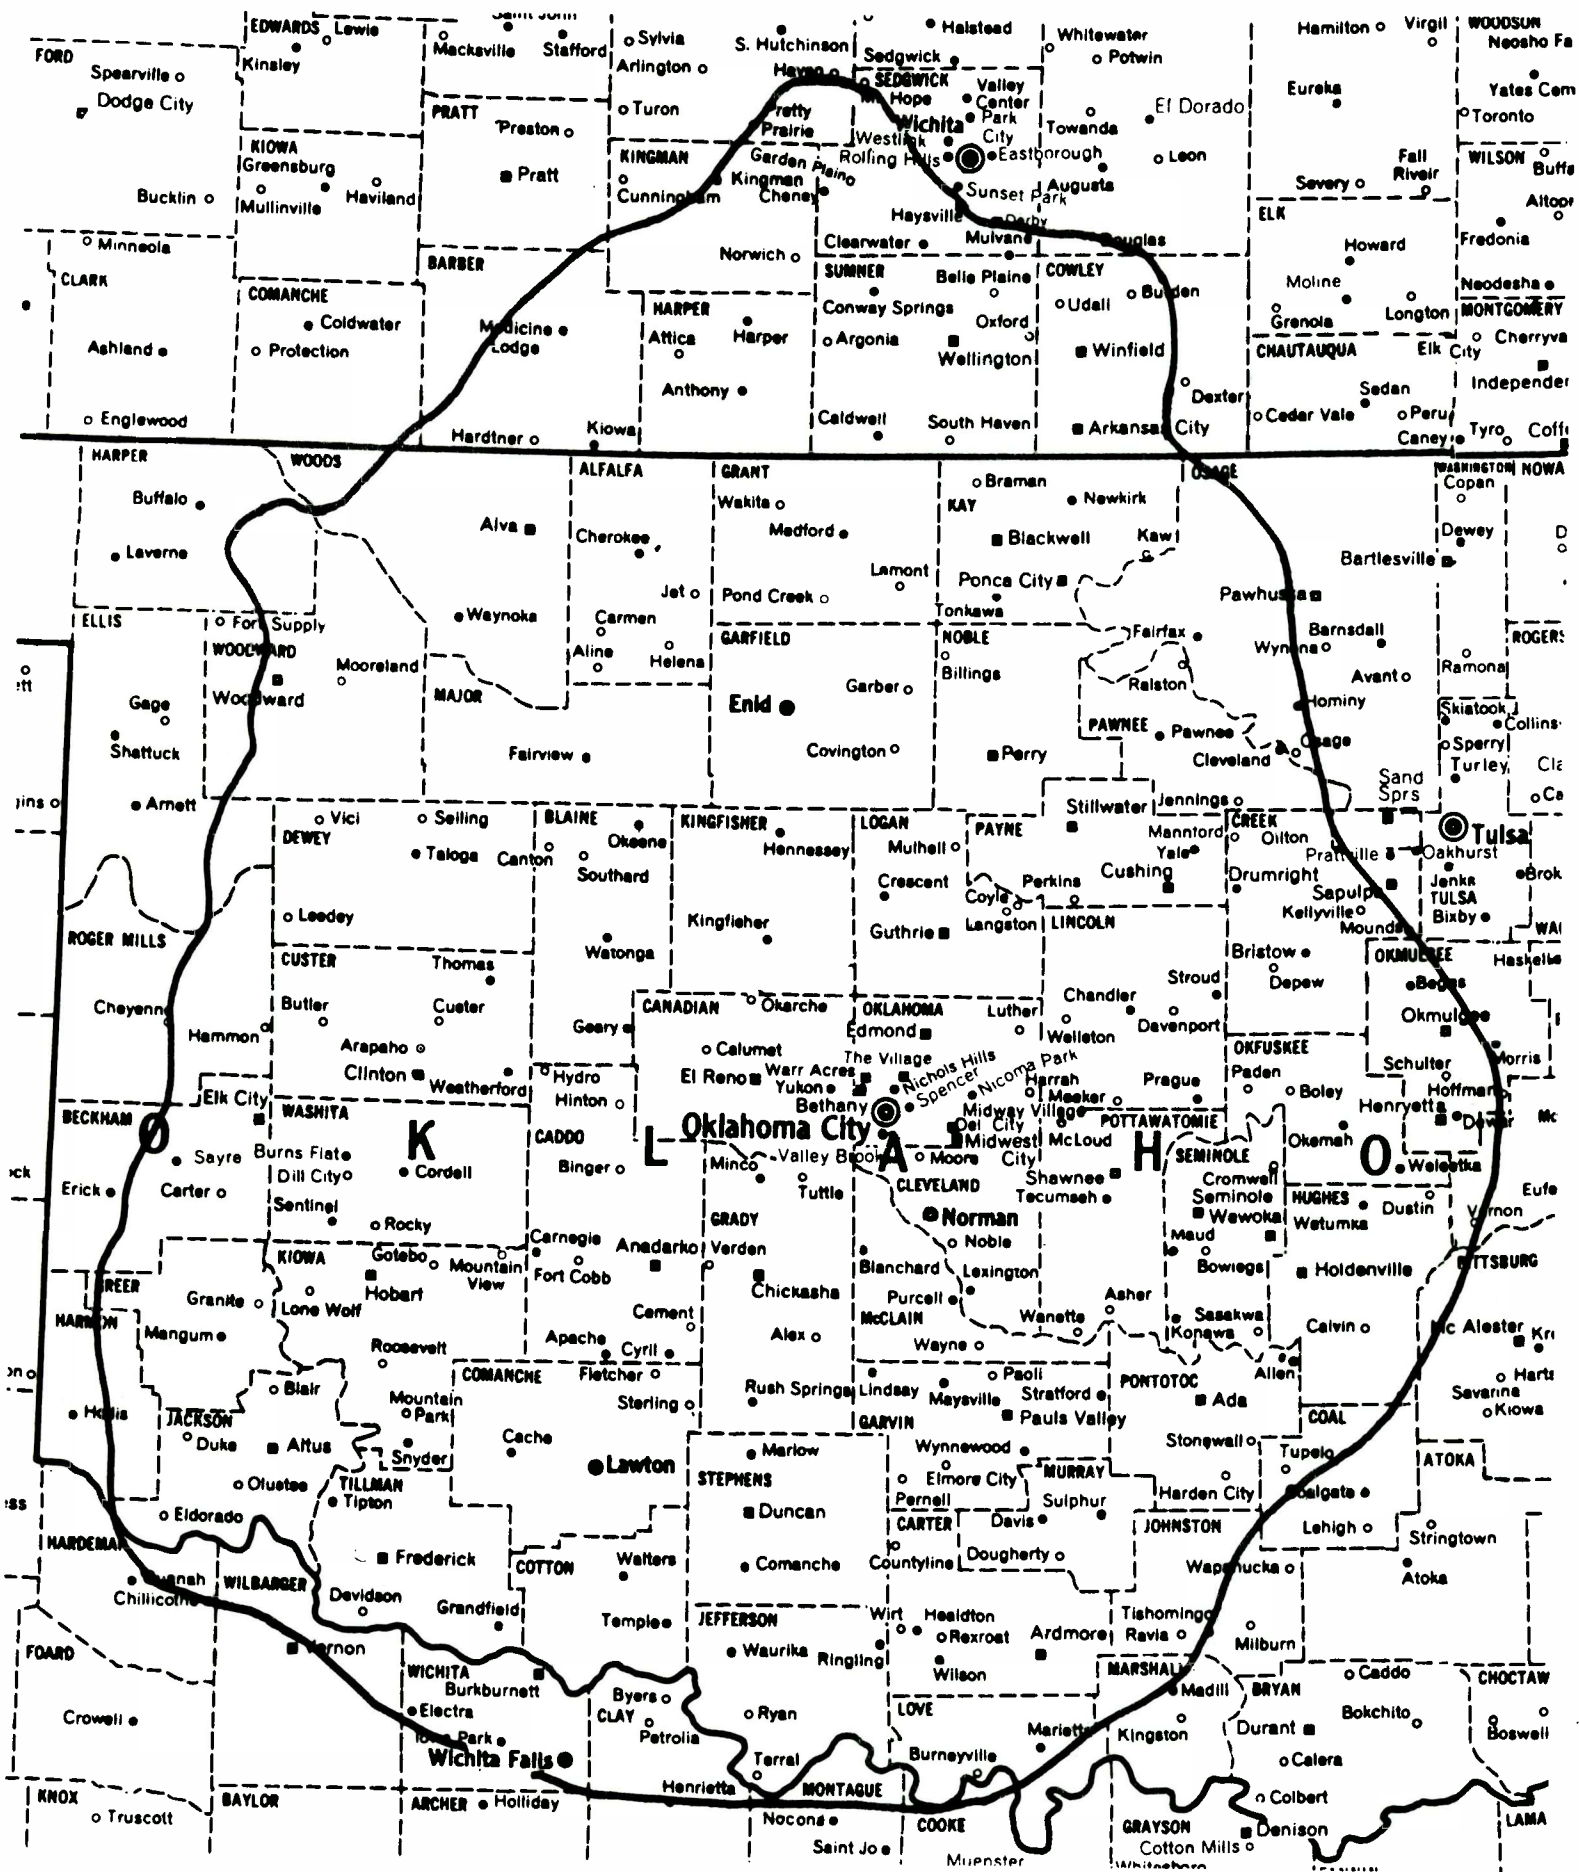 EDWARDS Lewis
Macksville Stafford
Sylvia
S. Hutchinson
Halstead
Whitewater
Hamilton Virgil
WOODSON
FORD
Kinsley
Arlington
Haven
Sedgwick
Potwin
Spearville
SEDGWICK
Valley
Center
Eureka
Dodge City
PRATT
Turon
Pretty
Prairie
Hope
Park
City
El Dorado
Toronto
Preston
Wichita
Towanda
KIOWA
Greensburg
KINGMAN
Garden Plain
Rolling Hills
Eastborough
Leon
Fall
WILSON
Pratt
Kingman
Cunningham
Cheney
Sunset Park
Augusta
Severy
Bucklin
Mullinville
Haviland
Haysville
Derby
ELK
Minneola
Clearwater
Mulvane
Douglas
Howard
Fredonia
CLARK
BARBER
Norwich
SUMNER
Belle Plaine
COWLEY
Moline
Neodesha
COMANCHE
HARPER
Conway Springs
Udall
Burden
Grenola
Longton
MONTGOMERY
Coldwater
Medicine
Lodge
Attica
Harper
Argonia
Oxford
Ashland
Protection
Wellington
Winfield
CHAUTAUQUA
Elk City
Anthony
Dexter
Sedan
Englewood
Hardtner
Kiowa
Caldwell
South Haven
Arkansas City
Cedar Vale
Peru
Caney
Tyro
HARPER
WOODS
ALFALFA
GRANT
OSAGE
WASHINGTON
NOWA
Buffalo
Wakita
Braman
KAY
Newkirk
Copan
Alva
Cherokee
Medford
Blackwell
Kaw
Dewey
Laverne
Lamont
Ponca City
Bartlesville
Jet
Pond Creek
Tonkawa
Pawhuska
ELLIS
Fort Supply
Waynoka
Carmen
GARFIELD
NOBLE
Fairfax
Barnsdall
WOODWARD
Aline
Helena
Billings
Wynona
Mooreland
Ralston
Avant
Ramona
Gage
Woodward
MAJOR
Enid
Garber
Hominy
Skiatook
Shattuck
PAWNEE
Pawnee
Osage
Sperry
Fairview
Covington
Perry
Cleveland
Turley
Arnett
Sand
Sprs
Vici
Seiling
BLAINE
KINGFISHER
LOGAN
PAYNE
Stillwater
Jennings
CREEK
DEWEY
Okeene
Hennessey
Mulhall
Mannford
Oilton
Tulsa
Taloga
Canton
Yale
Prattville
Oakhurst
Southard
Crescent
Perkins
Cushing
Drumright
Sapulpa
Jenks
TULSA
Leedey
Coyle
Kellyville
Bixby
Kingfisher
Guthrie
Langston
LINCOLN
Mounds
ROGER MILLS
Watonga
Bristow
OKMULGEE
CUSTER
Thomas
Stroud
Depew
Beggs
Cheyenne
Butler
Custer
CANADIAN
Okarche
OKLAHOMA
Luther
Chandler
Okmulgee
Hammon
Geary
Edmond
Wellston
Davenport
Arapaho
Calumet
The Village
OKFUSKEE
Schulter
Morris
Clinton
Weatherford
Hydro
El Reno
Warr Acres
Nichols Hills
Nicoma Park
Harrah
Prague
Paden
Boley
Elk City
Hinton
Yukon
Spencer
Meeker
Henryetta
BECKHAM
WASHITA
Bethany
Midway Village
POTTAWATOMIE
Dewar
O K L A H O
Oklahoma City
Del City
Okemah
CADDO
Midwest
City
McLoud
SEMINOLE
Sayre
Burns Flat
Binger
Minco
Valley Brook
Moore
Weleetka
Erick
Carter
Dill City
Cordell
Tuttle
CLEVELAND
Shawnee
Tecumseh
Cromwell
Seminole
HUGHES
Dustin
Sentinel
Rocky
GRADY
Norman
Wewoka
Wetumka
Vernon
KIOWA
Gotebo
Carnegie
Anadarko
Verden
Noble
Maud
Mountain
View
Fort Cobb
Blanchard
Lexington
Bowlegs
Holdenville
PITTSBURG
GREER
Granite
Lone Wolf
Hobart
Chickasha
Purcell
Asher
HARMON
Mangum
Cement
McCLAIN
Wanette
Sasakwa
Calvin
Mc Alester
Roosevelt
Apache
Cyril
Alex
Wayne
Konawa
Blair
COMANCHE
Fletcher
Paoli
PONTOTOC
Allen
Hollis
Mountain
Park
Sterling
Rush Springs
Lindsay
Maysville
Stratford
Ada
Savanna
JACKSON
GARVIN
Pauls Valley
COAL
Kiowa
Duke
Altus
Snyder
Cache
Marlow
Wynnewood
Stonewall
Tupelo
ATOKA
Olustee
TILLMAN
Lawton
STEPHENS
Elmore City
MURRAY
Tipton
Pernell
Sulphur
Harden City
Coalgate
Eldorado
Duncan
CARTER
Davis
JOHNSTON
Lehigh
Stringtown
HARDEMAN
Frederick
COTTON
Walters
Comanche
Countyline
Dougherty
Wapanucka
Atoka
Quanah
Chillicothe
WILBARGER
Davidson
Grandfield
Temple
JEFFERSON
Wirt
Healdton
Tishomingo
FOARD
Vernon
Waurika
Ringling
Rexroat
Ardmore
Ravia
Milburn
WICHITA
Burkburnett
Wilson
MARSHALL
Caddo
CHOCTAW
Crowell
Electra
Byers
CLAY
Ryan
LOVE
Madill
BRYAN
Bokchito
Boswell
Iowa Park
Petrolia
Marietta
Kingston
Durant
Wichita Falls
Terral
Burneyville
Calera
KNOX
BAYLOR
ARCHER
Holliday
Henrietta
MONTAGUE
Colbert
Truscott
Nocona
COOKE
GRAYSON
Denison
LAMA
Saint Jo
Muenster
Cotton Mills